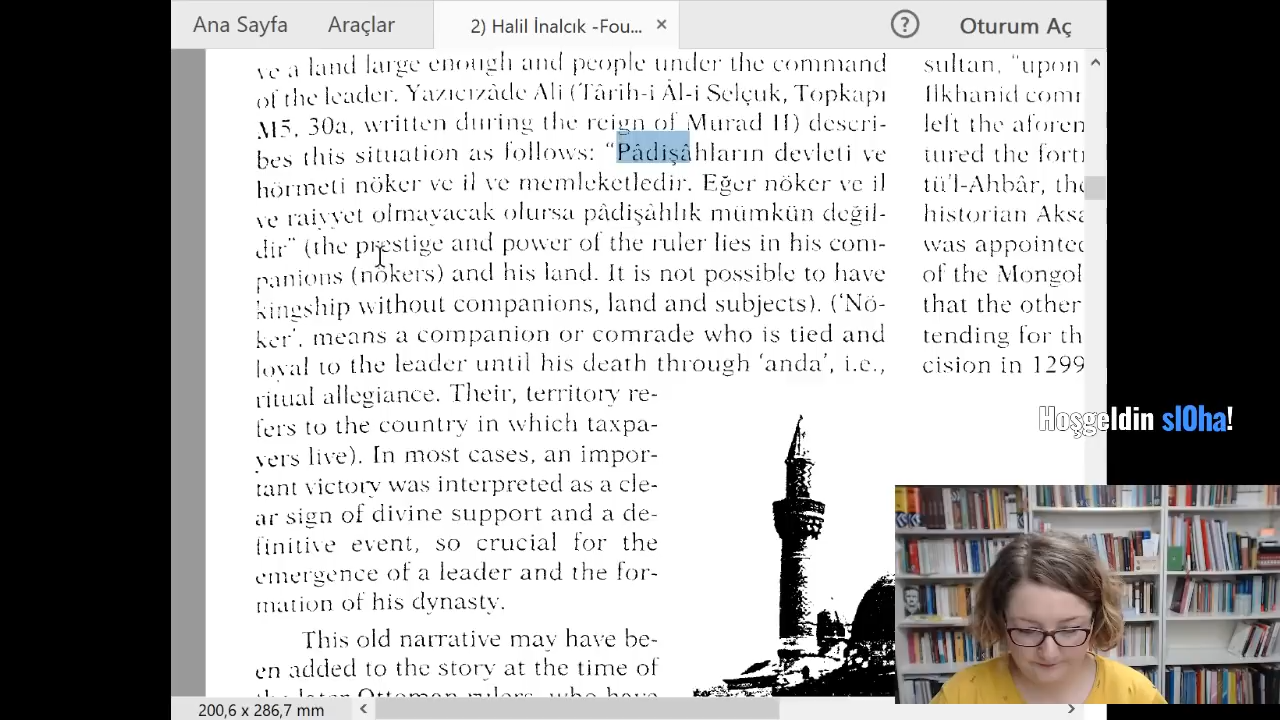 Ana Sayfa
Araçlar
2) Halil İnalcık -Fou...
Oturum Aç
ve a land large enough and people under the command
of the leader. Yazıcızâde Ali (Târih-i Âl-i Selçuk, Topkapı
M5, 30a, written during the reign of Murad II) descri-
bes this situation as follows: “Pâdişâhların devleti ve
hörmeti nöker ve il ve memleketledir. Eğer nöker ve il
ve raiyyet olmayacak olursa pâdişâhlık mümkün değil-
dir” (the prestige and power of the ruler lies in his com-
panions (nökers) and his land. It is not possible to have
kingship without companions, land and subjects). (‘Nö-
ker’, means a companion or comrade who is tied and
loyal to the leader until his death through ‘anda’, i.e.,
ritual allegiance. Their, territory re-
fers to the country in which taxpa-
yers live). In most cases, an impor-
tant victory was interpreted as a cle-
ar sign of divine support and a de-
finitive event, so crucial for the
emergence of a leader and the for-
mation of his dynasty.
This old narrative may have be-
en added to the story at the time of
the later Ottoman rulers, who have
sultan, “upon
Ilkhanid com
left the aforen
tured the fort
tü’l-Ahbâr, the
historian Aksa
was appointed
of the Mongol
that the other
tending for th
cision in 1299
Hoşgeldin sl0ha!
200,6 x 286,7 mm